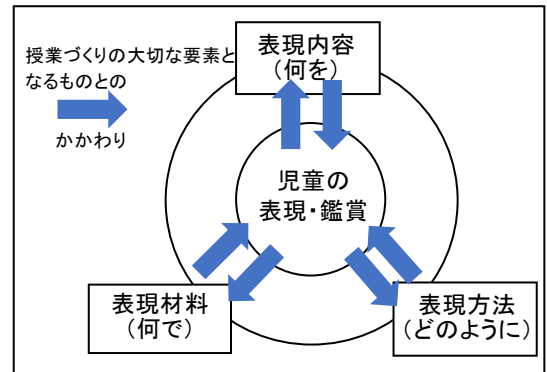 授業づくりの大切な要素と
なるものとの
かかわり
表現内容
(何を)
児童の
表現・鑑賞
表現材料
(何で)
表現方法
(どのように)